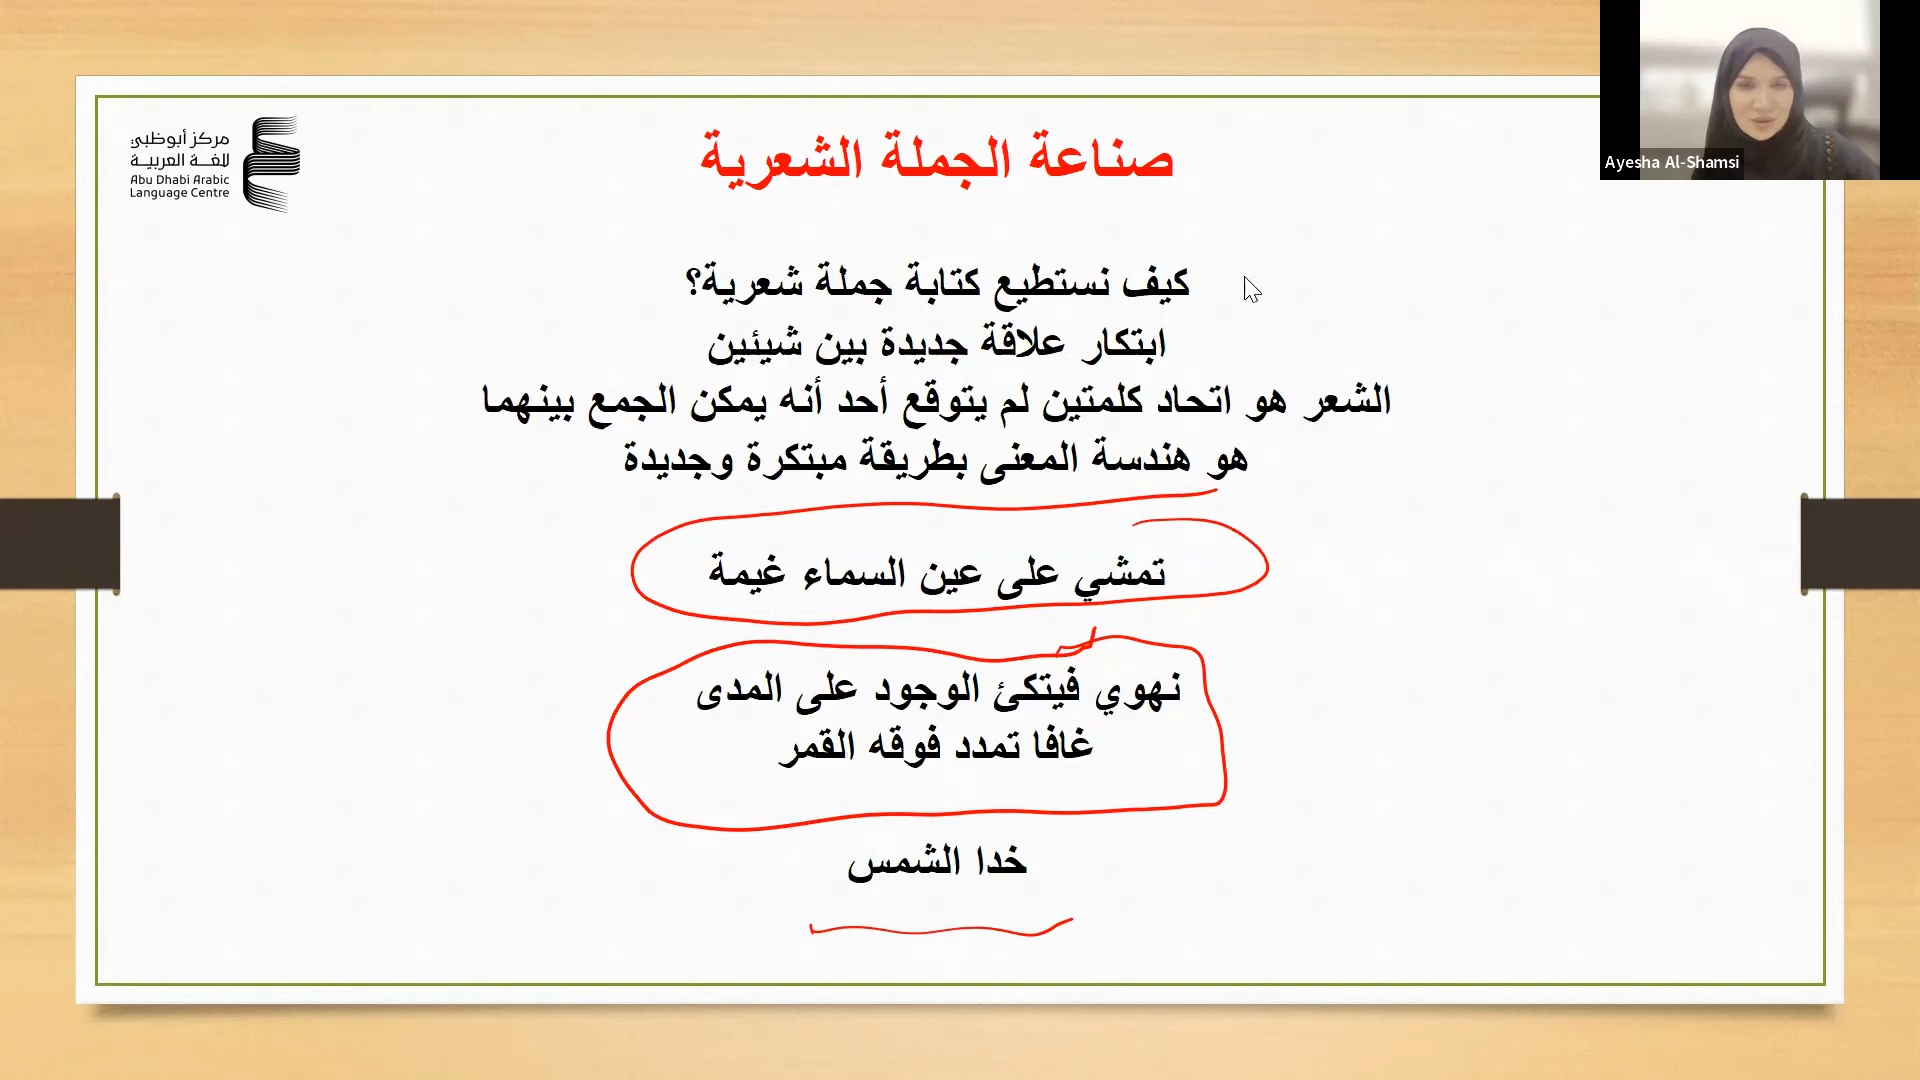 مركز أبوظبي
للغة العربية
Abu Dhabi Arabic
Language Centre
Ayesha Al-Shamsi
صناعة الجملة الشعرية
كيف نستطيع كتابة جملة شعرية؟
ابتكار علاقة جديدة بين شيئين
الشعر هو اتحاد كلمتين لم يتوقع أحد أنه يمكن الجمع بينهما
هو هندسة المعنى بطريقة مبتكرة وجديدة
تمشي على عين السماء غيمة
نهوي فيتكئ الوجود على المدى
غافا تمدد فوقه القمر
خدا الشمس